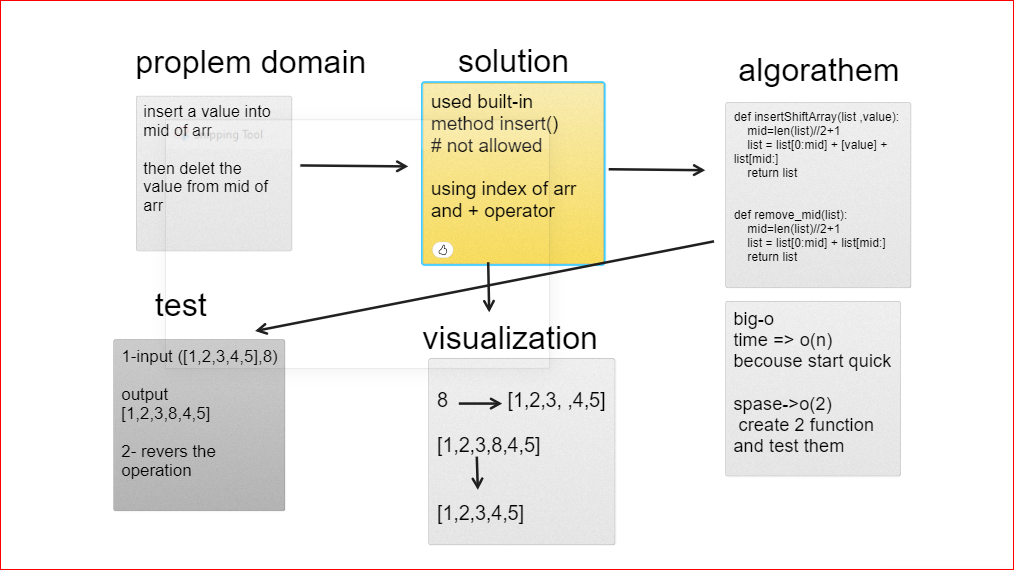 proplem domain
insert a value into
mid of arr
then delet the
value from mid of
arr
solution
used built-in
method insert()
# not allowed
using index of arr
and + operator
algorathem
def insertShiftArray(list ,value):
mid=len(list)//2+1
list = list[0:mid] + [value] +
list[mid:]
return list
def remove_mid(list):
mid=len(list)//2+1
list = list[0:mid] + list[mid:]
return list
test
1-input ([1,2,3,4,5],8)
output
[1,2,3,8,4,5]
2- revers the
operation
visualization
8 [1,2,3, ,4,5]
[1,2,3,8,4,5]
[1,2,3,4,5]
big-o
time => o(n)
becouse start quick
spase->o(2)
create 2 function
and test them
Tool